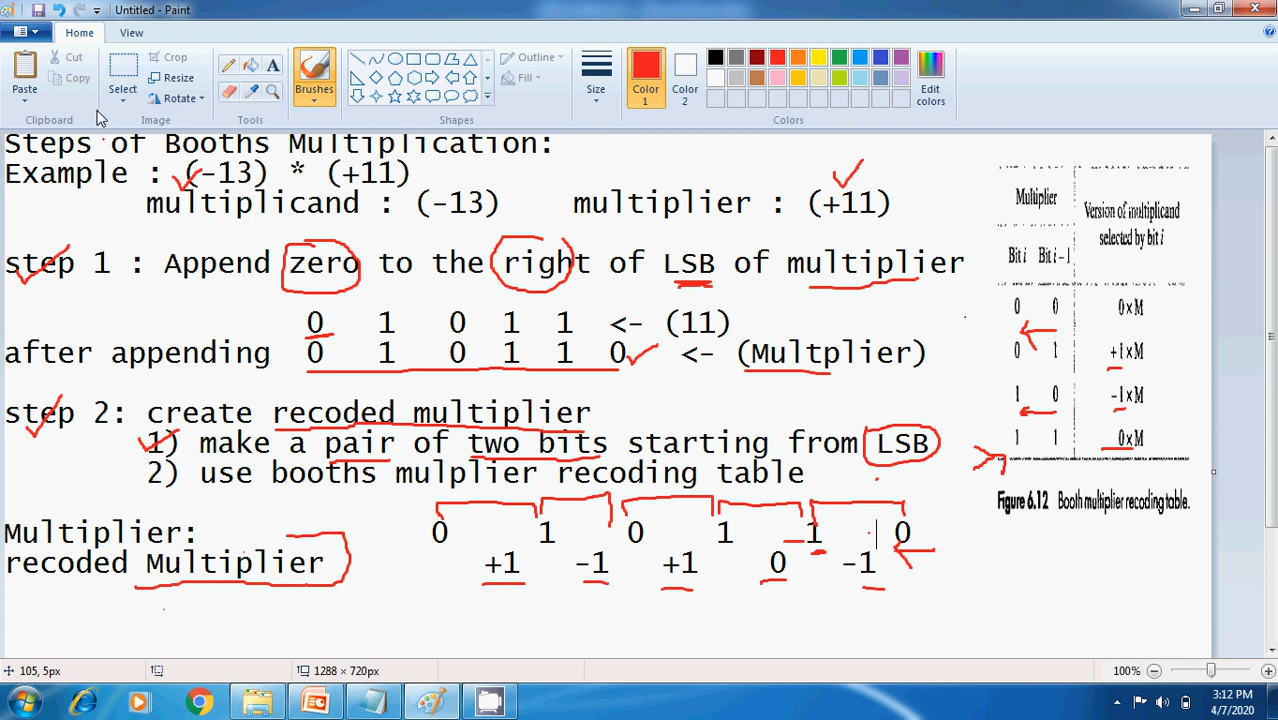 Untitled - Paint
Home View
Paste Cut Copy Clipboard
Select Crop Resize Rotate Image
Tools
Brushes
Outline Fill Shapes
Size
Color 1 Color 2 Edit colors Colors
Steps of Booths Multiplication:
Example : (-13) * (+11)
multiplicand : (-13) multiplier : (+11)
step 1 : Append zero to the right of LSB of multiplier
0 1 0 1 1 <- (11)
after appending 0 1 0 1 1 0 <- (Multplier)
step 2: create recoded multiplier
1) make a pair of two bits starting from LSB
2) use booths mulplier recoding table
Multiplier: 0 1 0 1 1 0
recoded Multiplier +1 -1 +1 0 -1
Multiplier Version of multiplicand
selected by bit i
Bit i Bit i-1
0 0 0×M
0 1 +1×M
1 0 -1×M
1 1 0×M
Figure 6.12 Booth multiplier recoding table.
105, 5px 1288 × 720px 100%
3:12 PM
4/7/2020